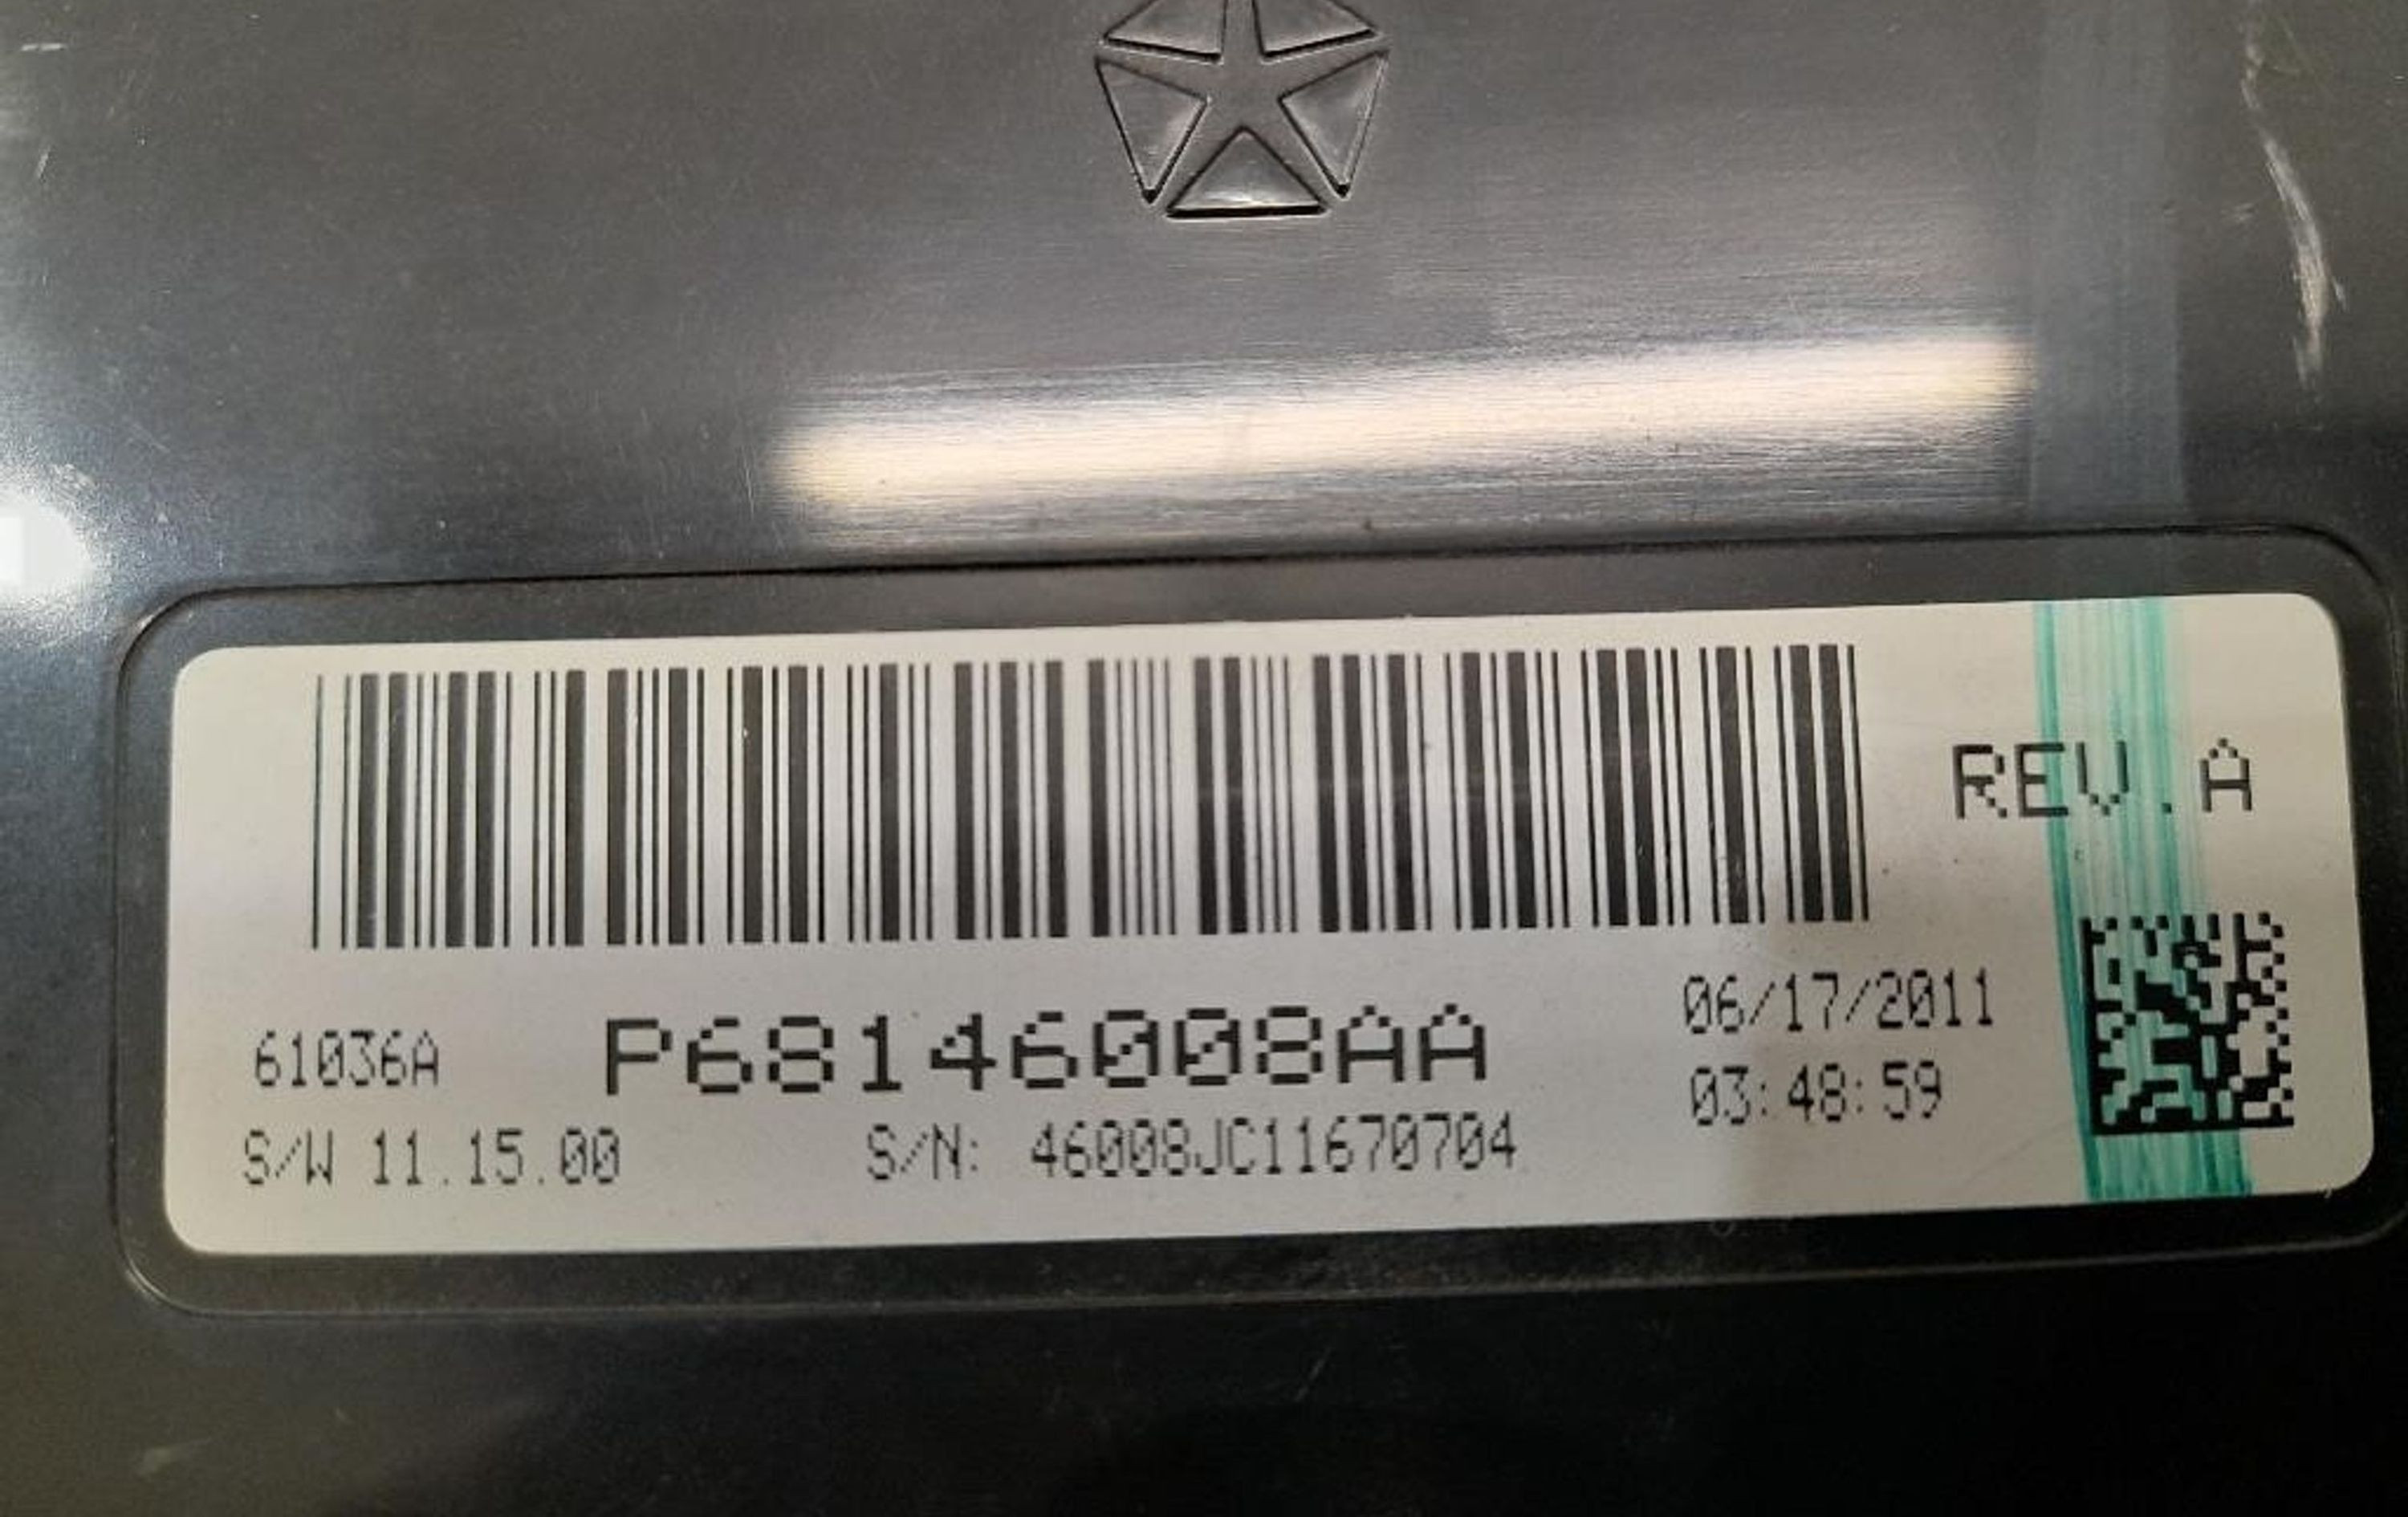 REV.A
61036A P68146008AA 06/17/2011
03:48:59
S/W 11.15.00 S/N: 46008JC11670704